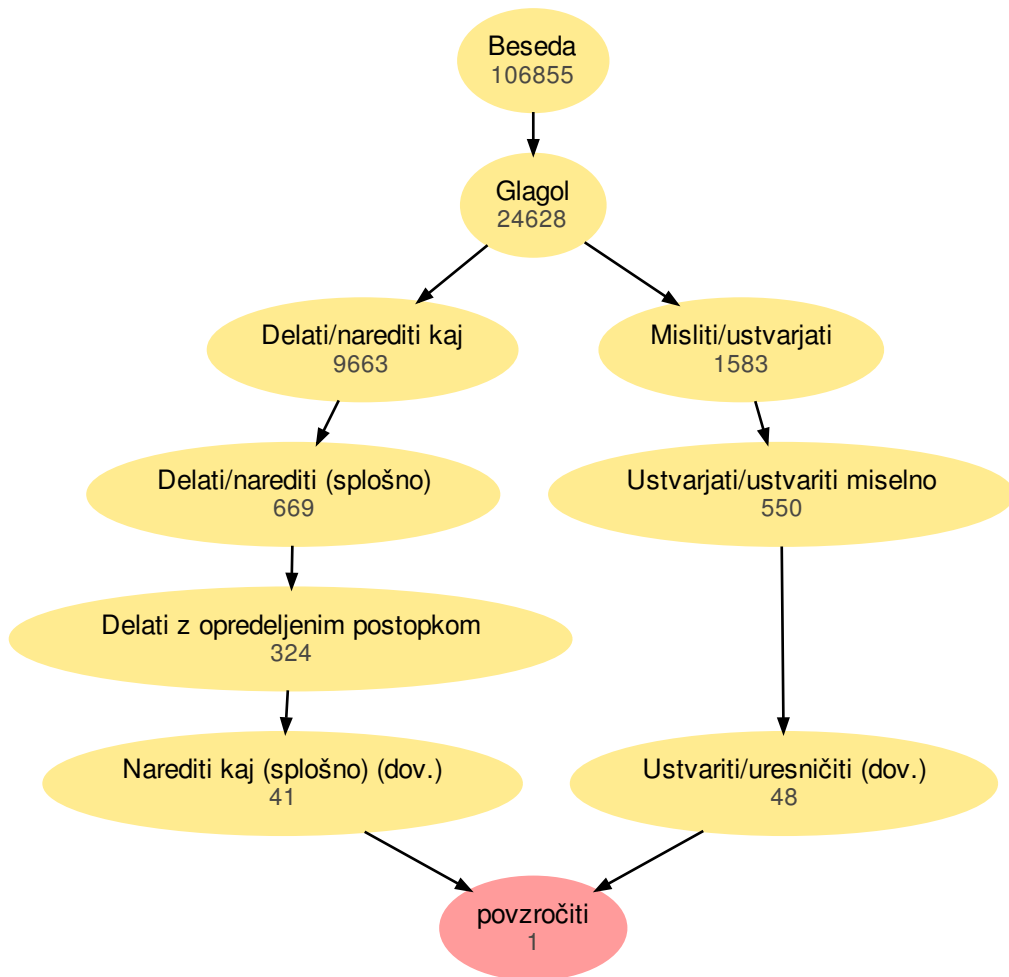 Beseda
106855
Glagol
24628
Delati/narediti kaj
9663
Misliti/ustvarjati
1583
Delati/narediti (splošno)
669
Ustvarjati/ustvariti miselno
550
Delati z opredeljenim postopkom
324
Narediti kaj (splošno) (dov.)
41
Ustvariti/uresničiti (dov.)
48
povzročiti
1